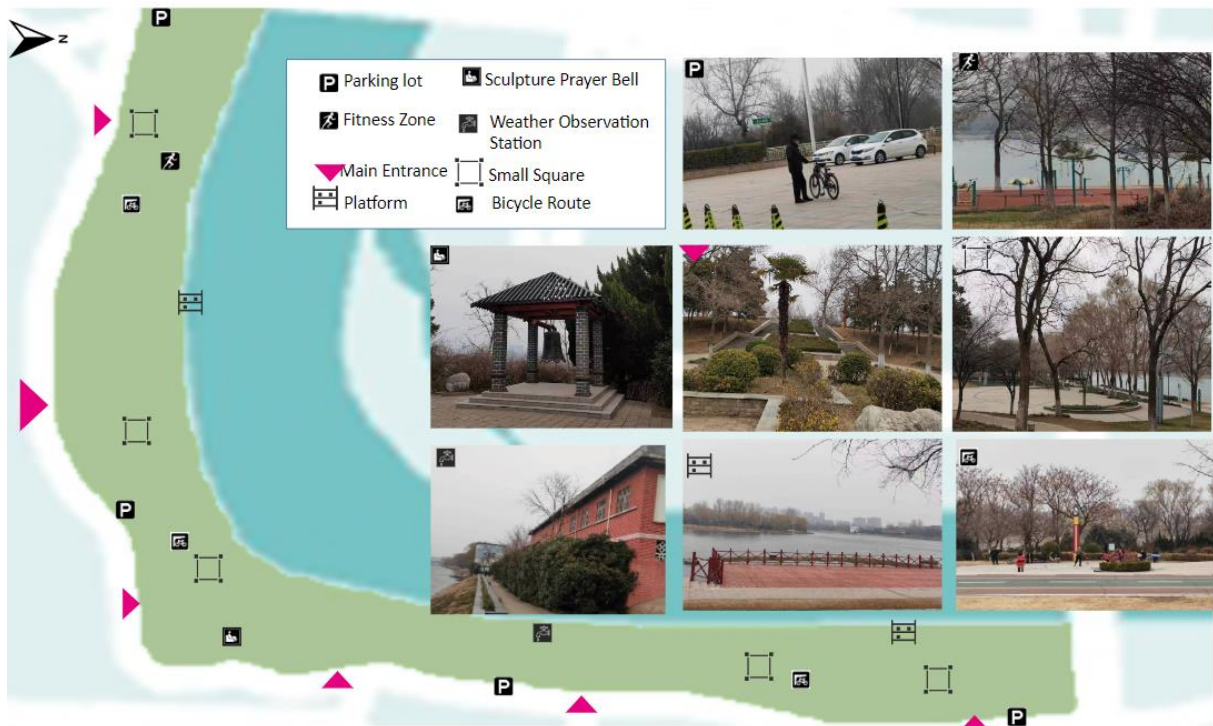 P
N
P Parking lot
Sculpture Prayer Bell
Fitness Zone
Weather Observation
Station
Main Entrance
Small Square
Platform
Bicycle Route
P
P
P
P